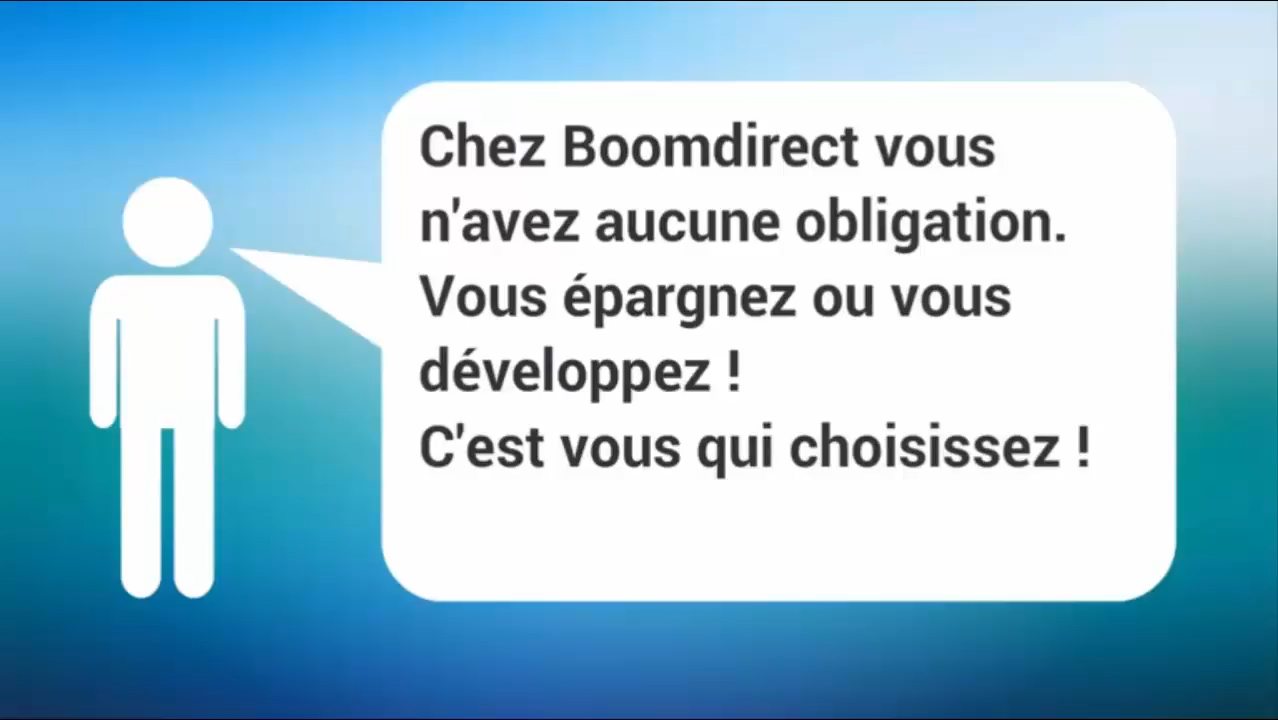 Chez Boomdirect vous
n'avez aucune obligation.
Vous épargnez ou vous
développez !
C'est vous qui choisissez !